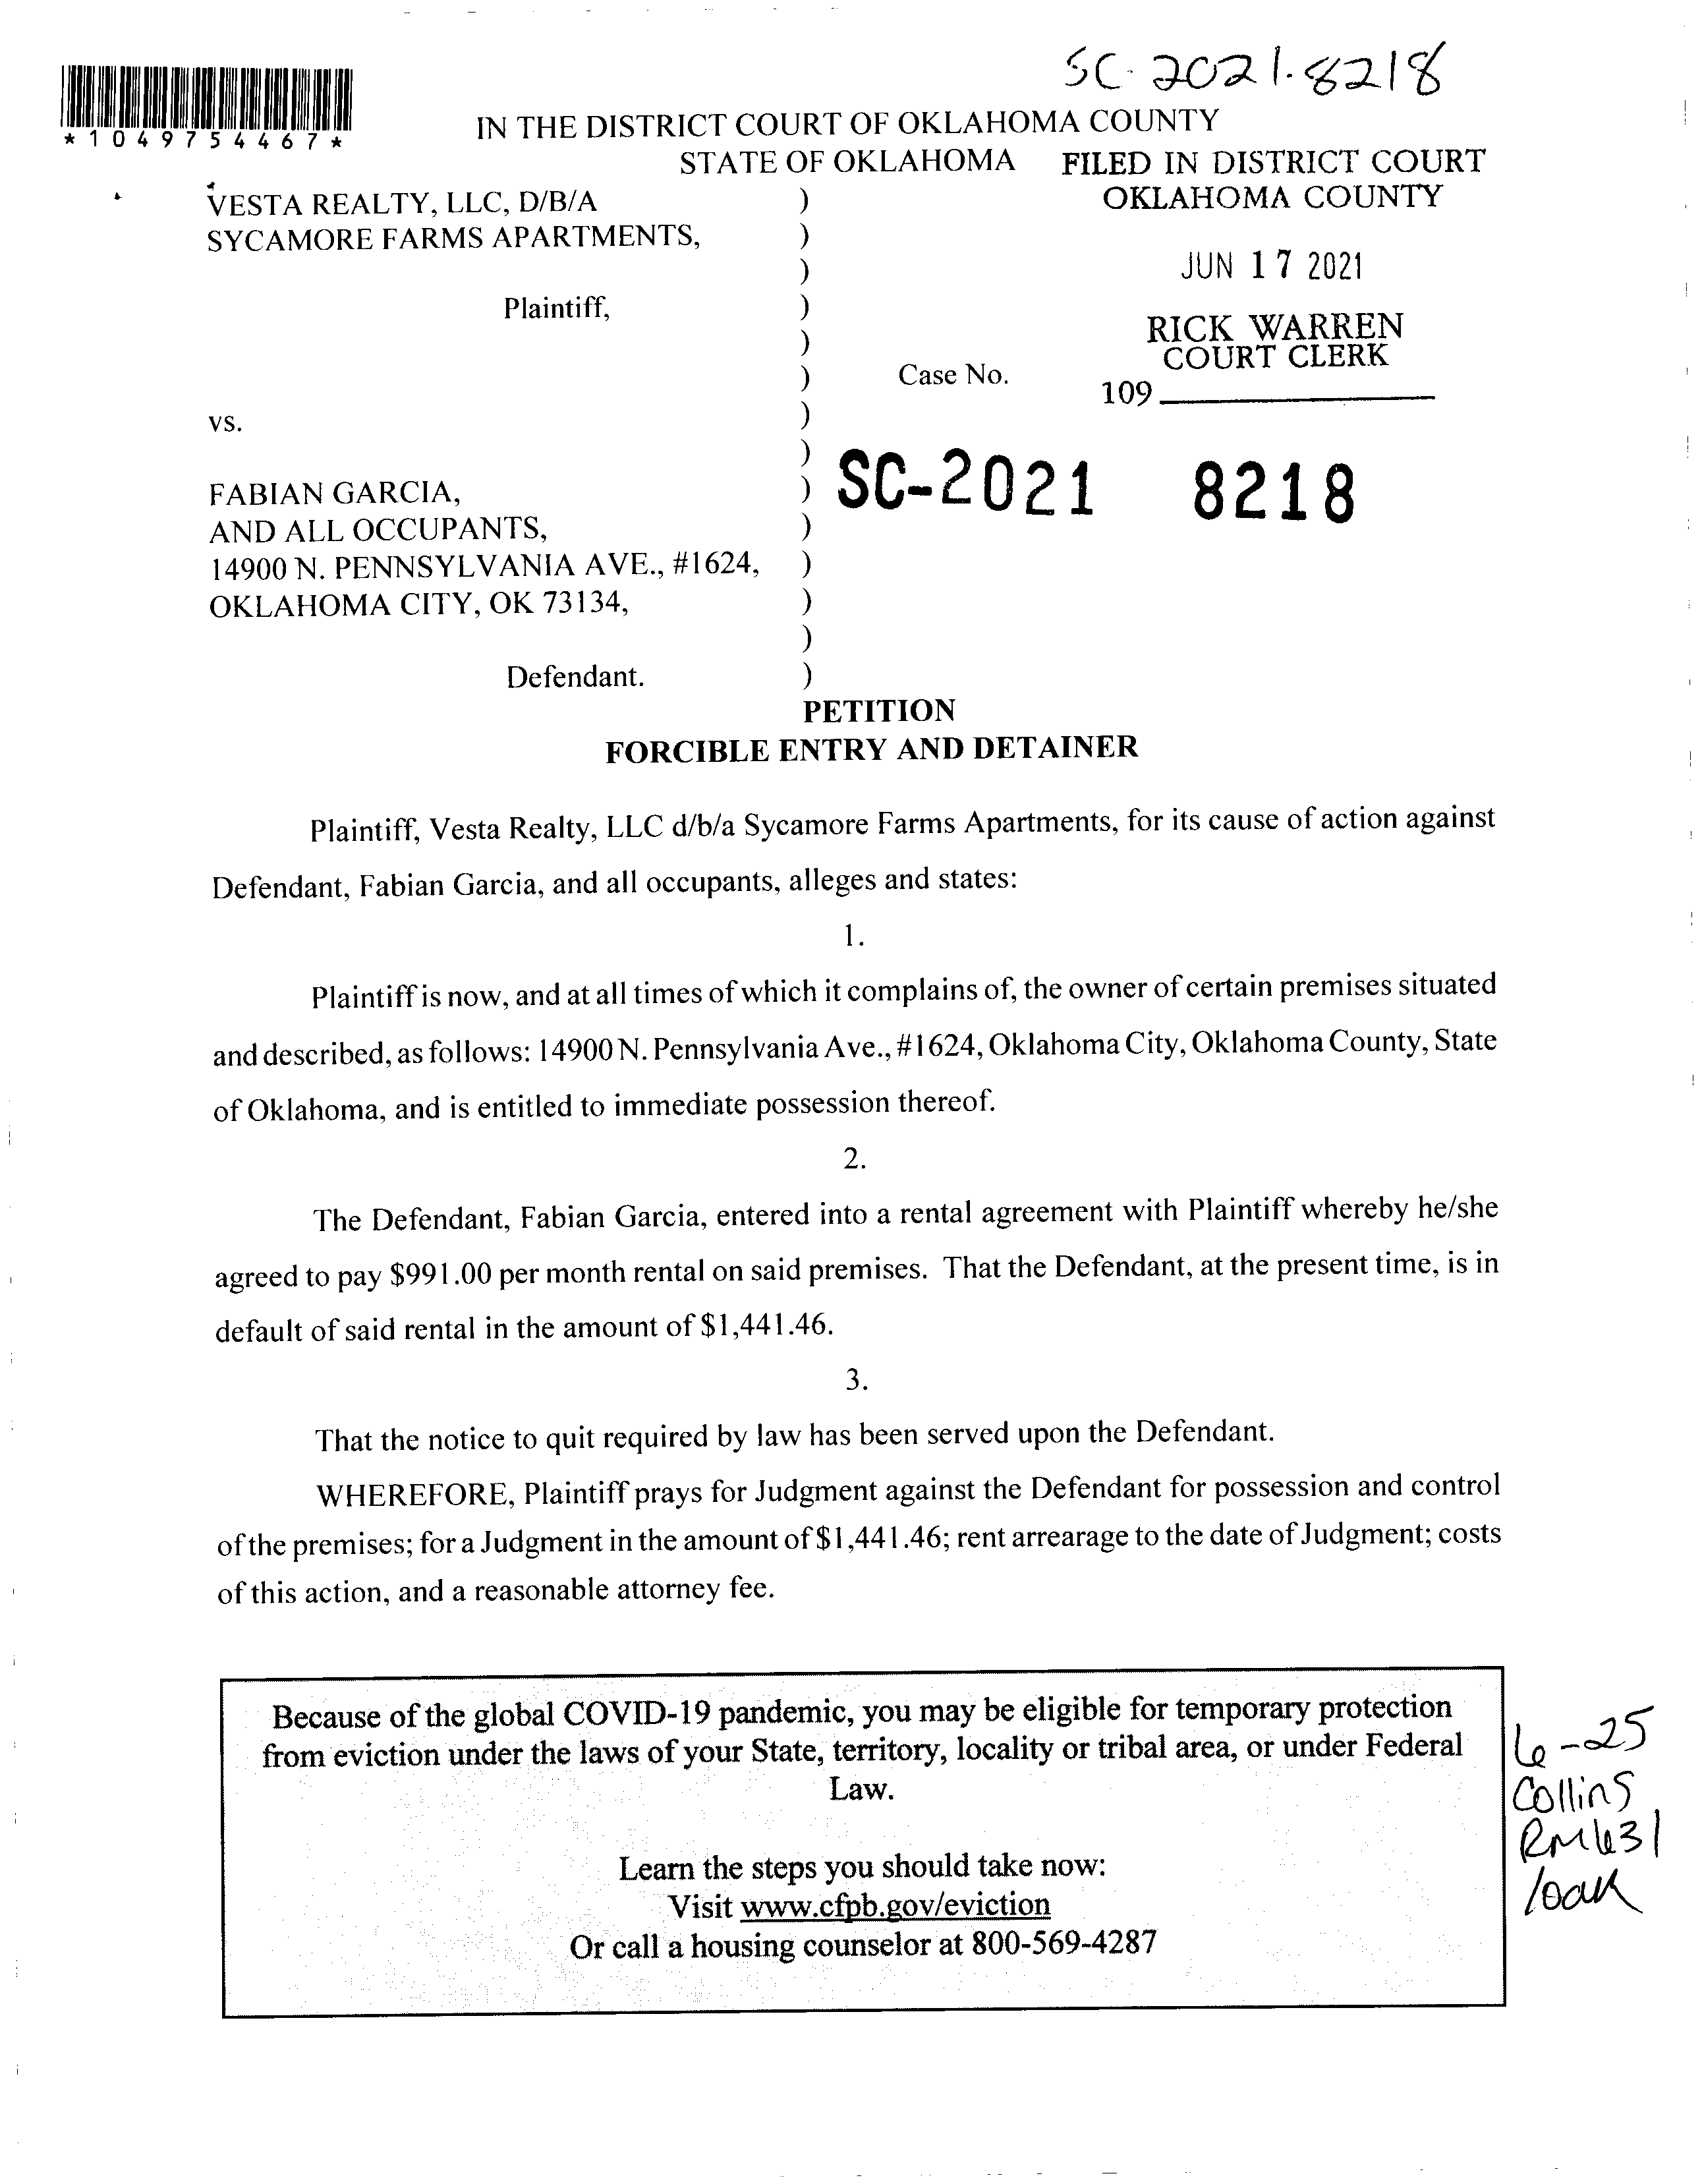 SC-2021-8218
*1049754467*
IN THE DISTRICT COURT OF OKLAHOMA COUNTY
STATE OF OKLAHOMA
FILED IN DISTRICT COURT
OKLAHOMA COUNTY
JUN 17 2021
RICK WARREN
COURT CLERK
109
VESTA REALTY, LLC, D/B/A )
SYCAMORE FARMS APARTMENTS, )
)
Plaintiff, )
)
) Case No.
vs. )
)
FABIAN GARCIA, ) SC-2021 8218
AND ALL OCCUPANTS, )
14900 N. PENNSYLVANIA AVE., #1624, )
OKLAHOMA CITY, OK 73134, )
)
Defendant. )
PETITION
FORCIBLE ENTRY AND DETAINER
Plaintiff, Vesta Realty, LLC d/b/a Sycamore Farms Apartments, for its cause of action against
Defendant, Fabian Garcia, and all occupants, alleges and states:
1.
Plaintiff is now, and at all times of which it complains of, the owner of certain premises situated
and described, as follows: 14900 N. Pennsylvania Ave., #1624, Oklahoma City, Oklahoma County, State
of Oklahoma, and is entitled to immediate possession thereof.
2.
The Defendant, Fabian Garcia, entered into a rental agreement with Plaintiff whereby he/she
agreed to pay $991.00 per month rental on said premises. That the Defendant, at the present time, is in
default of said rental in the amount of $1,441.46.
3.
That the notice to quit required by law has been served upon the Defendant.
WHEREFORE, Plaintiff prays for Judgment against the Defendant for possession and control
of the premises; for a Judgment in the amount of $1,441.46; rent arrearage to the date of Judgment; costs
of this action, and a reasonable attorney fee.
Because of the global COVID-19 pandemic, you may be eligible for temporary protection
from eviction under the laws of your State, territory, locality or tribal area, or under Federal
Law.
Learn the steps you should take now:
Visit www.cfpb.gov/eviction
Or call a housing counselor at 800-569-4287
6-25
Collins
RM631